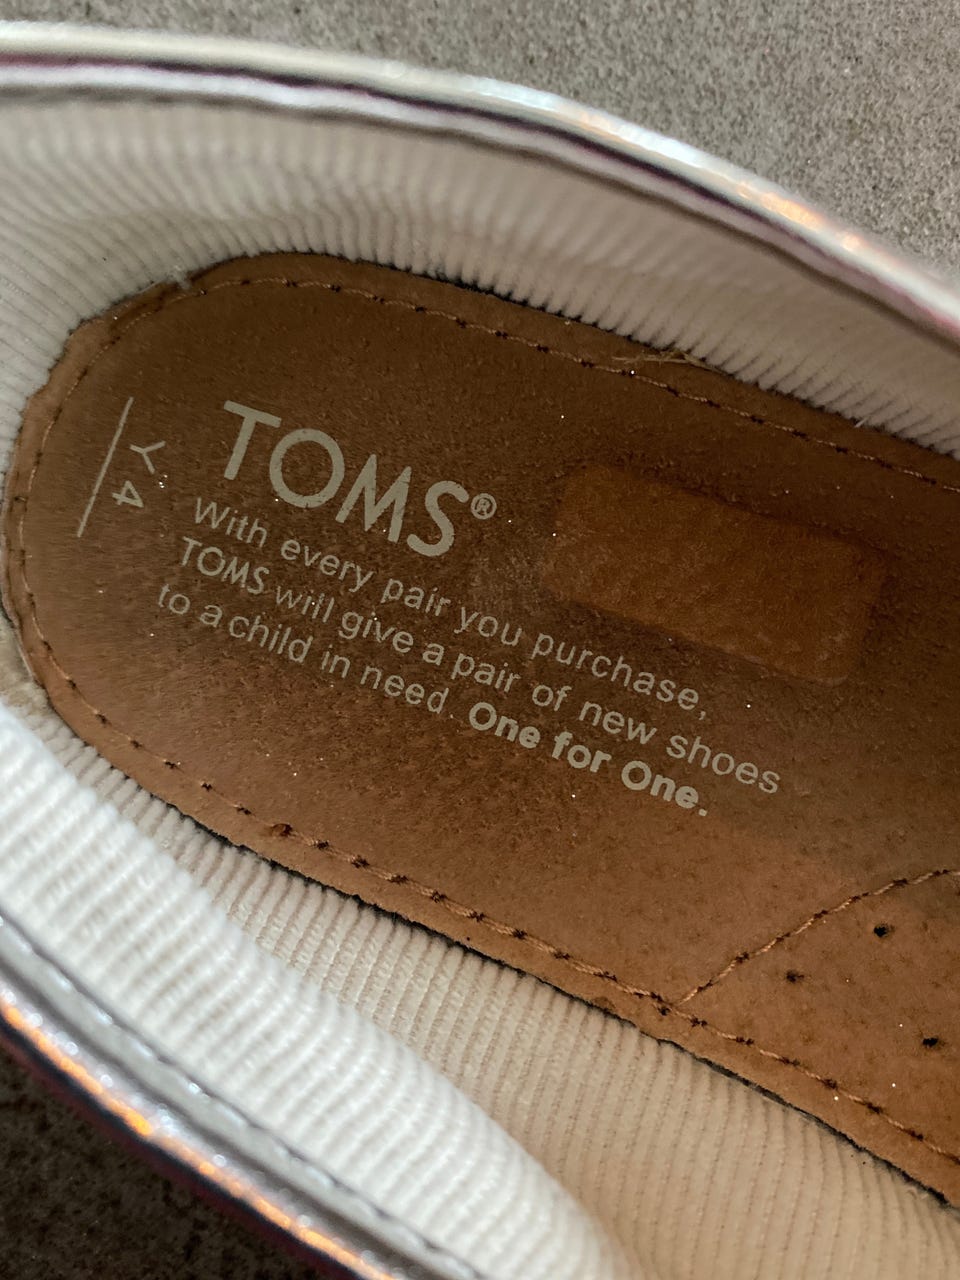 Y 4
TOMS®
With every pair you purchase,
TOMS will give a pair of new shoes
to a child in need. One for One.